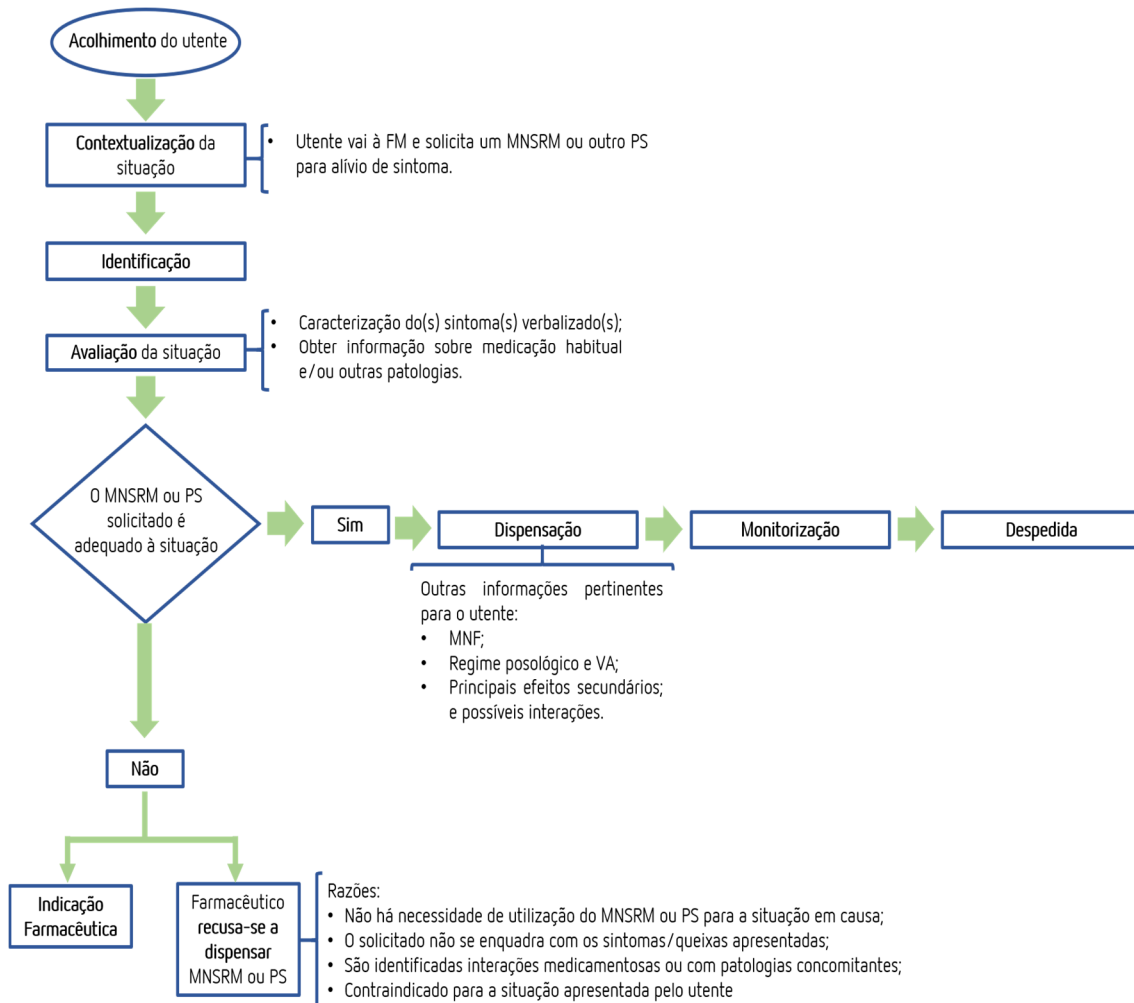 Acolhimento do utente
Contextualização da
situação
• Utente vai à FM e solicita um MNSRM ou outro PS
para alívio de sintoma.
Identificação
Avaliação da situação
• Caracterização do(s) sintoma(s) verbalizado(s);
• Obter informação sobre medicação habitual
e/ou outras patologias.
O MNSRM ou PS
solicitado é
adequado à situação
Sim
Dispensação
Monitorização
Despedida
Outras informações pertinentes
para o utente:
• MNF;
• Regime posológico e VA;
• Principais efeitos secundários;
e possíveis interações.
Não
Indicação
Farmacêutica
Farmacêutico
recusa-se a
dispensar
MNSRM ou PS
Razões:
• Não há necessidade de utilização do MNSRM ou PS para a situação em causa;
• O solicitado não se enquadra com os sintomas/queixas apresentadas;
• São identificadas interações medicamentosas ou com patologias concomitantes;
• Contraindicado para a situação apresentada pelo utente